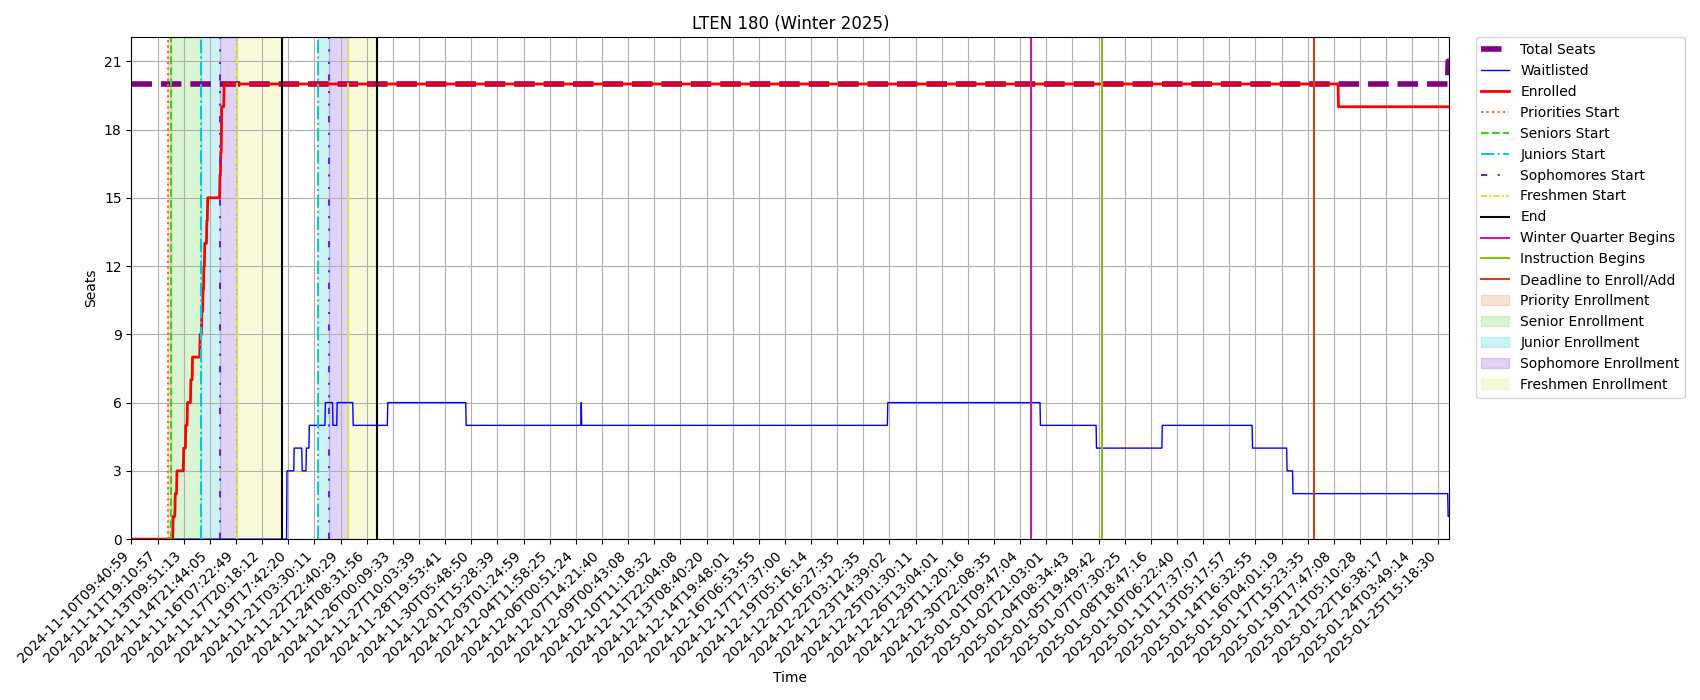 LTEN 180 (Winter 2025)
Seats
21
18
15
12
9
6
3
0
2024-11-10T09:40:59
2024-11-11T19:10:57
2024-11-13T09:51:13
2024-11-14T21:44:05
2024-11-16T07:22:49
2024-11-17T20:18:12
2024-11-19T17:42:20
2024-11-21T03:30:11
2024-11-22T22:40:29
2024-11-24T08:31:56
2024-11-26T00:09:33
2024-11-27T10:03:39
2024-11-28T19:53:41
2024-11-30T05:48:50
2024-12-01T15:28:39
2024-12-03T01:24:59
2024-12-04T11:58:25
2024-12-06T00:51:24
2024-12-07T14:21:40
2024-12-09T00:43:08
2024-12-10T11:18:32
2024-12-11T22:04:08
2024-12-13T08:40:20
2024-12-14T19:48:01
2024-12-16T06:53:55
2024-12-17T17:37:00
2024-12-19T05:16:14
2024-12-20T16:27:35
2024-12-22T03:12:35
2024-12-23T14:39:02
2024-12-25T01:30:11
2024-12-26T13:04:01
2024-12-29T11:20:16
2024-12-30T22:08:35
2025-01-01T09:47:04
2025-01-02T21:03:01
2025-01-04T08:34:43
2025-01-05T19:49:42
2025-01-07T07:30:25
2025-01-08T18:47:16
2025-01-10T06:22:40
2025-01-11T17:37:07
2025-01-13T05:17:57
2025-01-14T16:32:55
2025-01-16T04:01:19
2025-01-17T15:23:35
2025-01-19T17:47:08
2025-01-21T05:10:28
2025-01-22T16:38:17
2025-01-24T03:49:14
2025-01-25T15:18:30
Time
Total Seats
Waitlisted
Enrolled
Priorities Start
Seniors Start
Juniors Start
Sophomores Start
Freshmen Start
End
Winter Quarter Begins
Instruction Begins
Deadline to Enroll/Add
Priority Enrollment
Senior Enrollment
Junior Enrollment
Sophomore Enrollment
Freshmen Enrollment